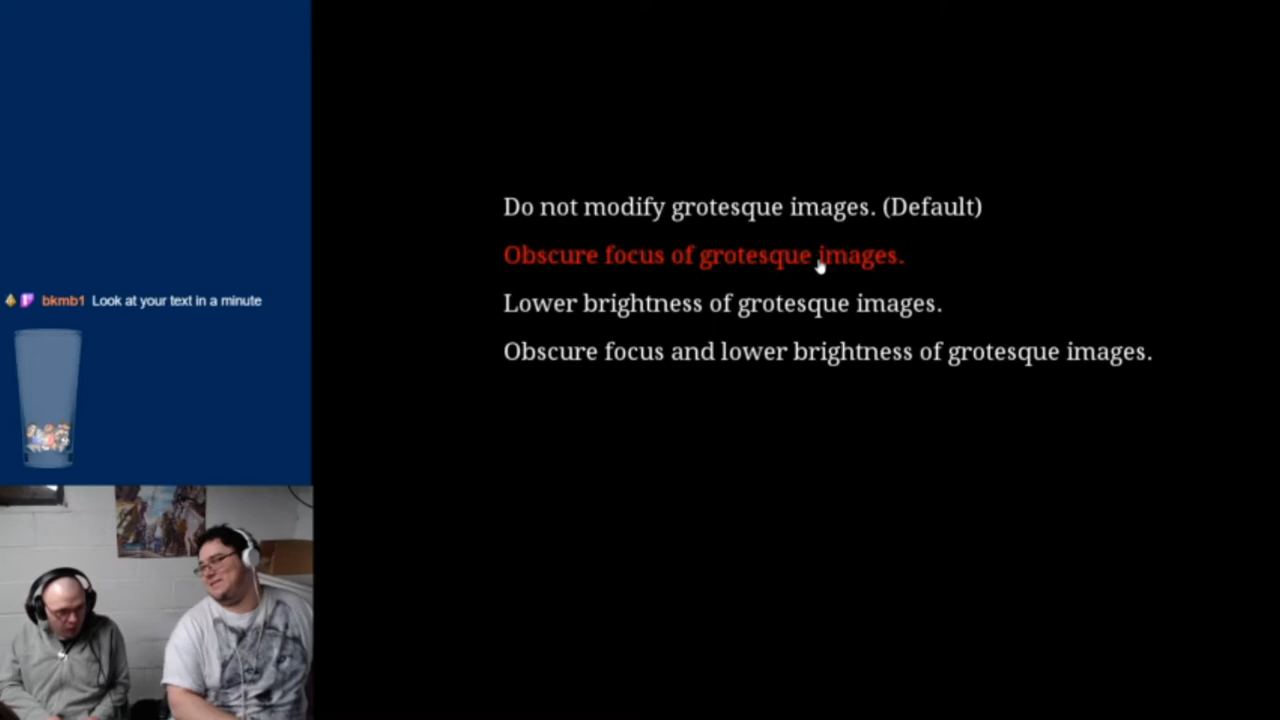 Do not modify grotesque images. (Default)
Obscure focus of grotesque images.
Lower brightness of grotesque images.
Obscure focus and lower brightness of grotesque images.
bkmb1 Look at your text in a minute